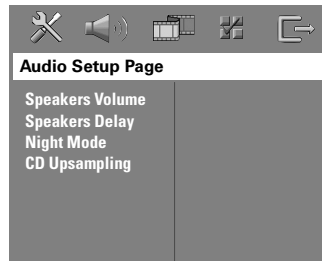 Audio Setup Page
Speakers Volume
Speakers Delay
Night Mode
CD Upsampling